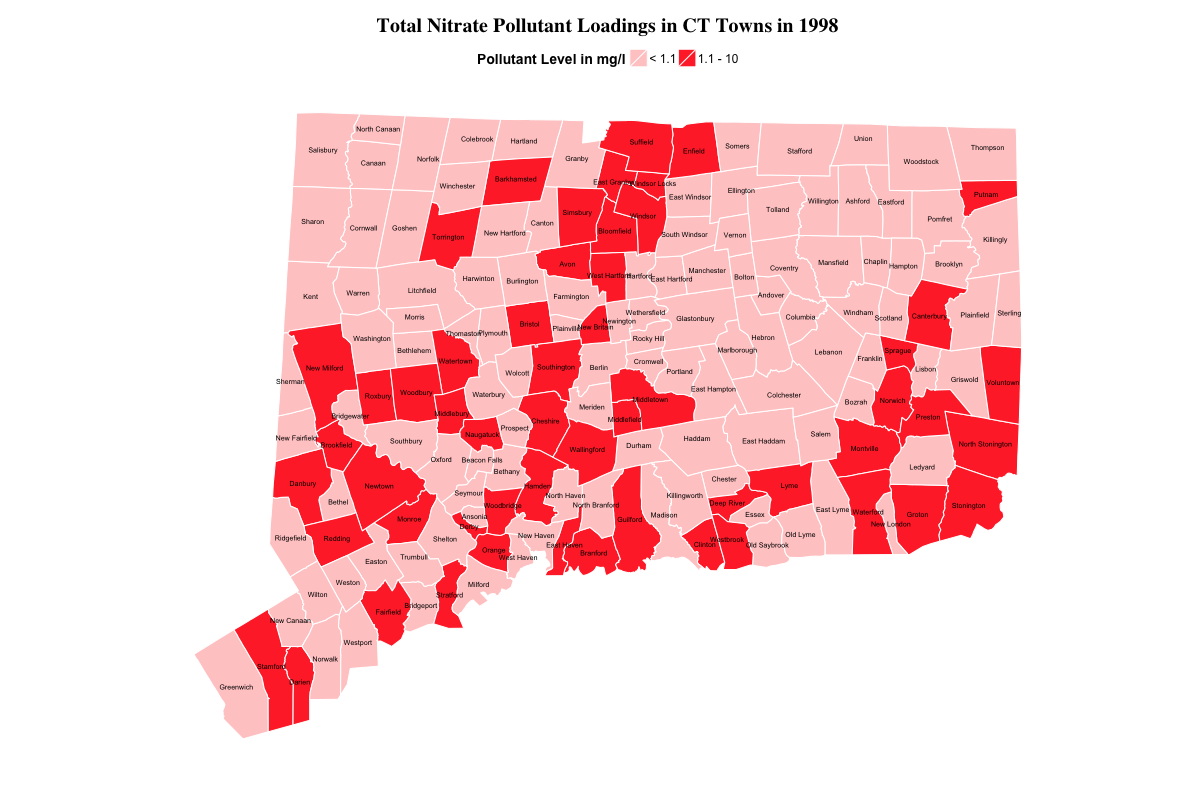 Total Nitrate Pollutant Loadings in CT Towns in 1998
Pollutant Level in mg/l < 1.1 1.1 - 10
North Canaan
Salisbury
Canaan
Norfolk
Colebrook
Hartland
Granby
Suffield
Enfield
Somers
Stafford
Union
Woodstock
Thompson
Winchester
Barkhamsted
East Granby
Windsor Locks
East Windsor
Ellington
Tolland
Willington
Ashford
Eastford
Putnam
Pomfret
Sharon
Cornwall
Goshen
Torrington
New Hartford
Canton
Simsbury
Bloomfield
Windsor
South Windsor
Vernon
Killingly
Kent
Warren
Litchfield
Harwinton
Burlington
Avon
Farmington
West Hartford
Hartford
East Hartford
Manchester
Bolton
Coventry
Mansfield
Chaplin
Hampton
Brooklyn
Andover
Morris
Washington
Bethlehem
Thomaston
Plymouth
Bristol
Plainville
New Britain
Newington
Wethersfield
Rocky Hill
Glastonbury
Hebron
Columbia
Windham
Scotland
Canterbury
Plainfield
Sterling
Marlborough
Lebanon
Franklin
Sprague
Lisbon
Griswold
Voluntown
Sherman
New Milford
Roxbury
Woodbury
Watertown
Wolcott
Southington
Berlin
Cromwell
Portland
East Hampton
Colchester
Bozrah
Norwich
Preston
Bridgewater
Middlebury
Waterbury
Naugatuck
Prospect
Cheshire
Meriden
Middletown
Middlefield
New Fairfield
Brookfield
Southbury
Oxford
Beacon Falls
Bethany
Wallingford
Durham
Haddam
East Haddam
Salem
Montville
Ledyard
North Stonington
Danbury
Bethel
Newtown
Seymour
Woodbridge
Hamden
North Haven
North Branford
Guilford
Madison
Killingworth
Chester
Deep River
Essex
Lyme
East Lyme
Waterford
New London
Groton
Stonington
Ridgefield
Redding
Monroe
Ansonia
Derby
Shelton
Orange
New Haven
West Haven
East Haven
Branford
Clinton
Westbrook
Old Saybrook
Old Lyme
Easton
Trumbull
Weston
Wilton
Fairfield
Bridgeport
Stratford
Milford
New Canaan
Westport
Norwalk
Stamford
Darien
Greenwich